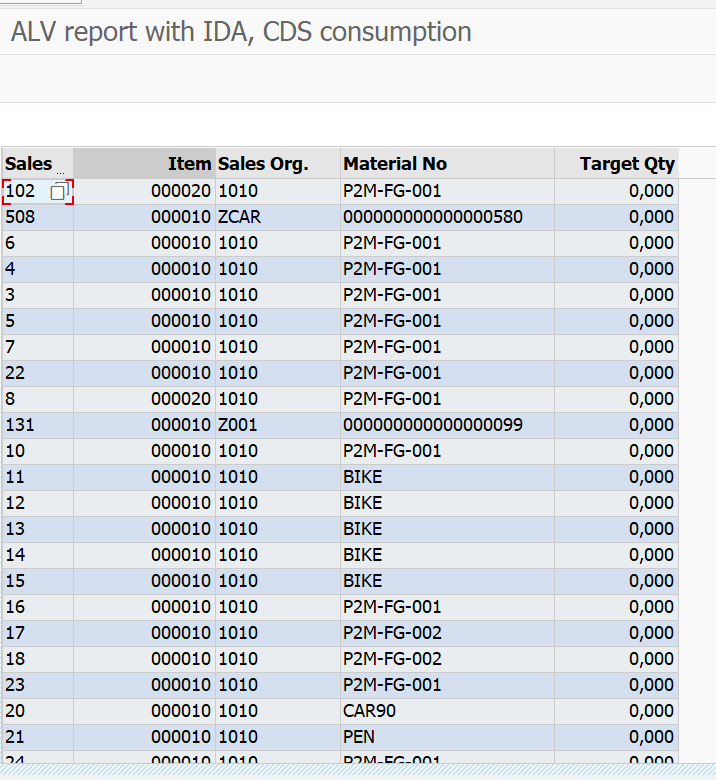 ALV report with IDA, CDS consumption
Sales ... Item Sales Org. Material No Target Qty
102 000020 1010 P2M-FG-001 0,000
508 000010 ZCAR 000000000000000580 0,000
6 000010 1010 P2M-FG-001 0,000
4 000010 1010 P2M-FG-001 0,000
3 000010 1010 P2M-FG-001 0,000
5 000010 1010 P2M-FG-001 0,000
7 000010 1010 P2M-FG-001 0,000
22 000010 1010 P2M-FG-001 0,000
8 000020 1010 P2M-FG-001 0,000
131 000010 Z001 000000000000000099 0,000
10 000010 1010 P2M-FG-001 0,000
11 000010 1010 BIKE 0,000
12 000010 1010 BIKE 0,000
13 000010 1010 BIKE 0,000
14 000010 1010 BIKE 0,000
15 000010 1010 BIKE 0,000
16 000010 1010 P2M-FG-001 0,000
17 000010 1010 P2M-FG-002 0,000
18 000010 1010 P2M-FG-002 0,000
23 000010 1010 P2M-FG-001 0,000
20 000010 1010 CAR90 0,000
21 000010 1010 PEN 0,000
24 000010 1010 P2M-FG-001 0,000